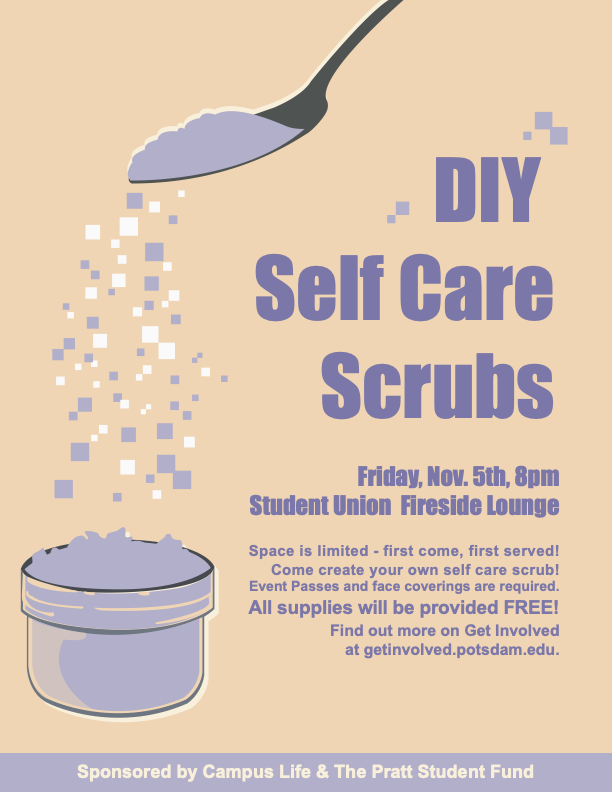 DIY
Self Care
Scrubs
Friday, Nov. 5th, 8pm
Student Union Fireside Lounge
Space is limited - first come, first served!
Come create your own self care scrub!
Event Passes and face coverings are required.
All supplies will be provided FREE!
Find out more on Get Involved
at getinvolved.potsdam.edu.
Sponsored by Campus Life & The Pratt Student Fund